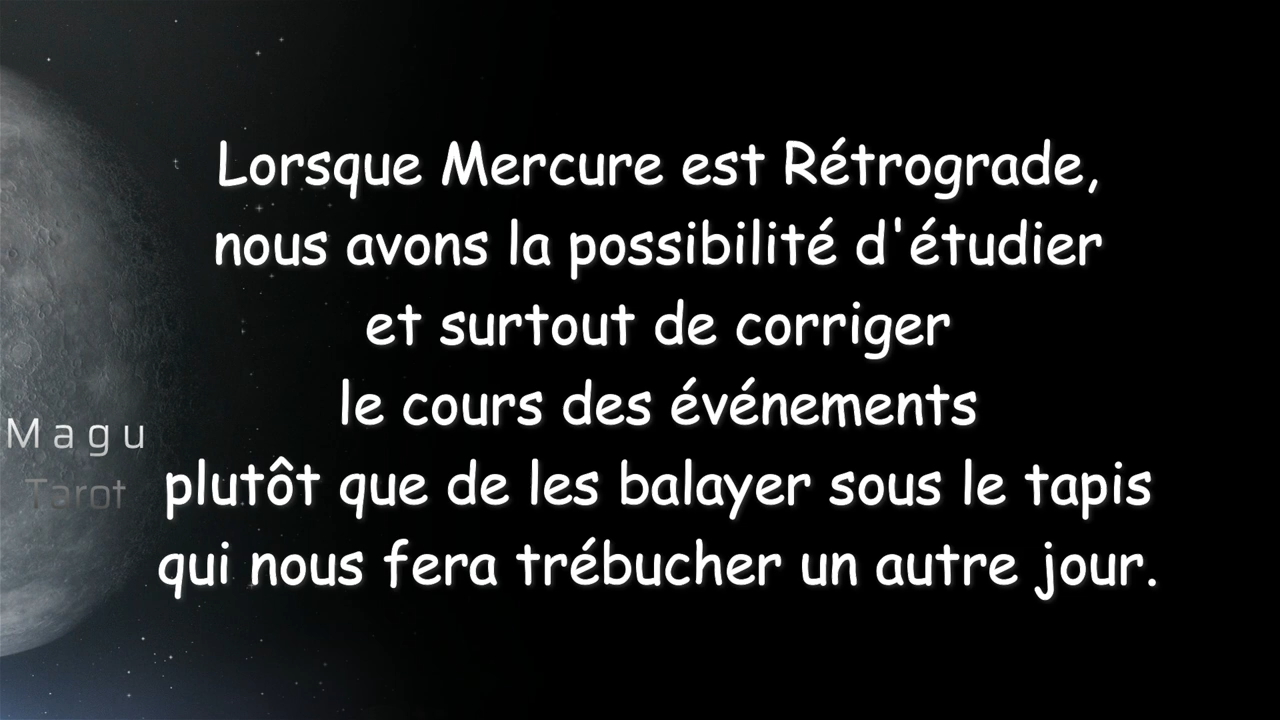 Lorsque Mercure est Rétrograde,
nous avons la possibilité d'étudier
et surtout de corriger
le cours des événements
plutôt que de les balayer sous le tapis
qui nous fera trébucher un autre jour.
Magu
Tarot